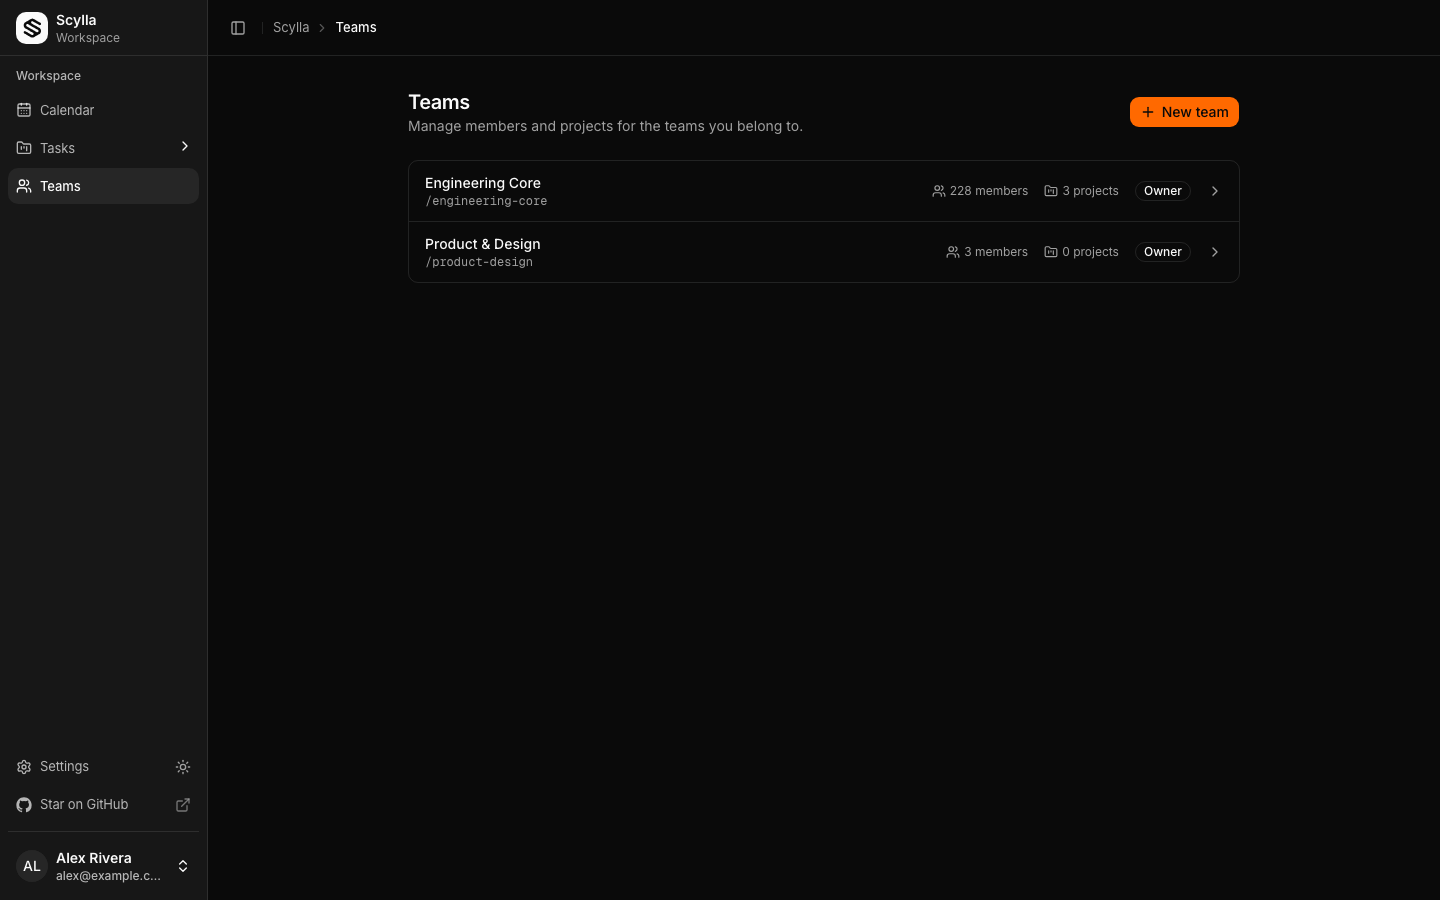 Scylla
Workspace
Workspace
Calendar
Tasks
Teams
Settings
Star on GitHub
AL
Alex Rivera
alex@example.c...
Scylla > Teams
Teams
Manage members and projects for the teams you belong to.
New team
Engineering Core
/engineering-core
228 members 3 projects Owner
Product & Design
/product-design
3 members 0 projects Owner